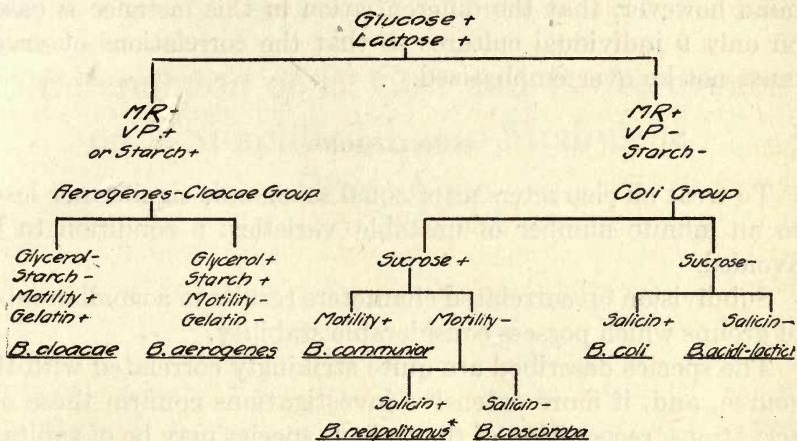 Glucose +
Lactose +
MR-
VP+
or Starch+
MR+
VP-
Starch-
Aerogenes-Cloacae Group
Coli Group
Glycerol-
Starch-
Motility+
Gelatin+
Glycerol+
Starch+
Motility-
Gelatin-
Sucrose+
Sucrose-
Motility+
Motility-
Salicin+
Salicin-
B. cloacae
B. aerogenes
B. communior
B. coli
B. acidi-lactici
Salicin+
Salicin-
B. neapolitanus*
B. coscoroba